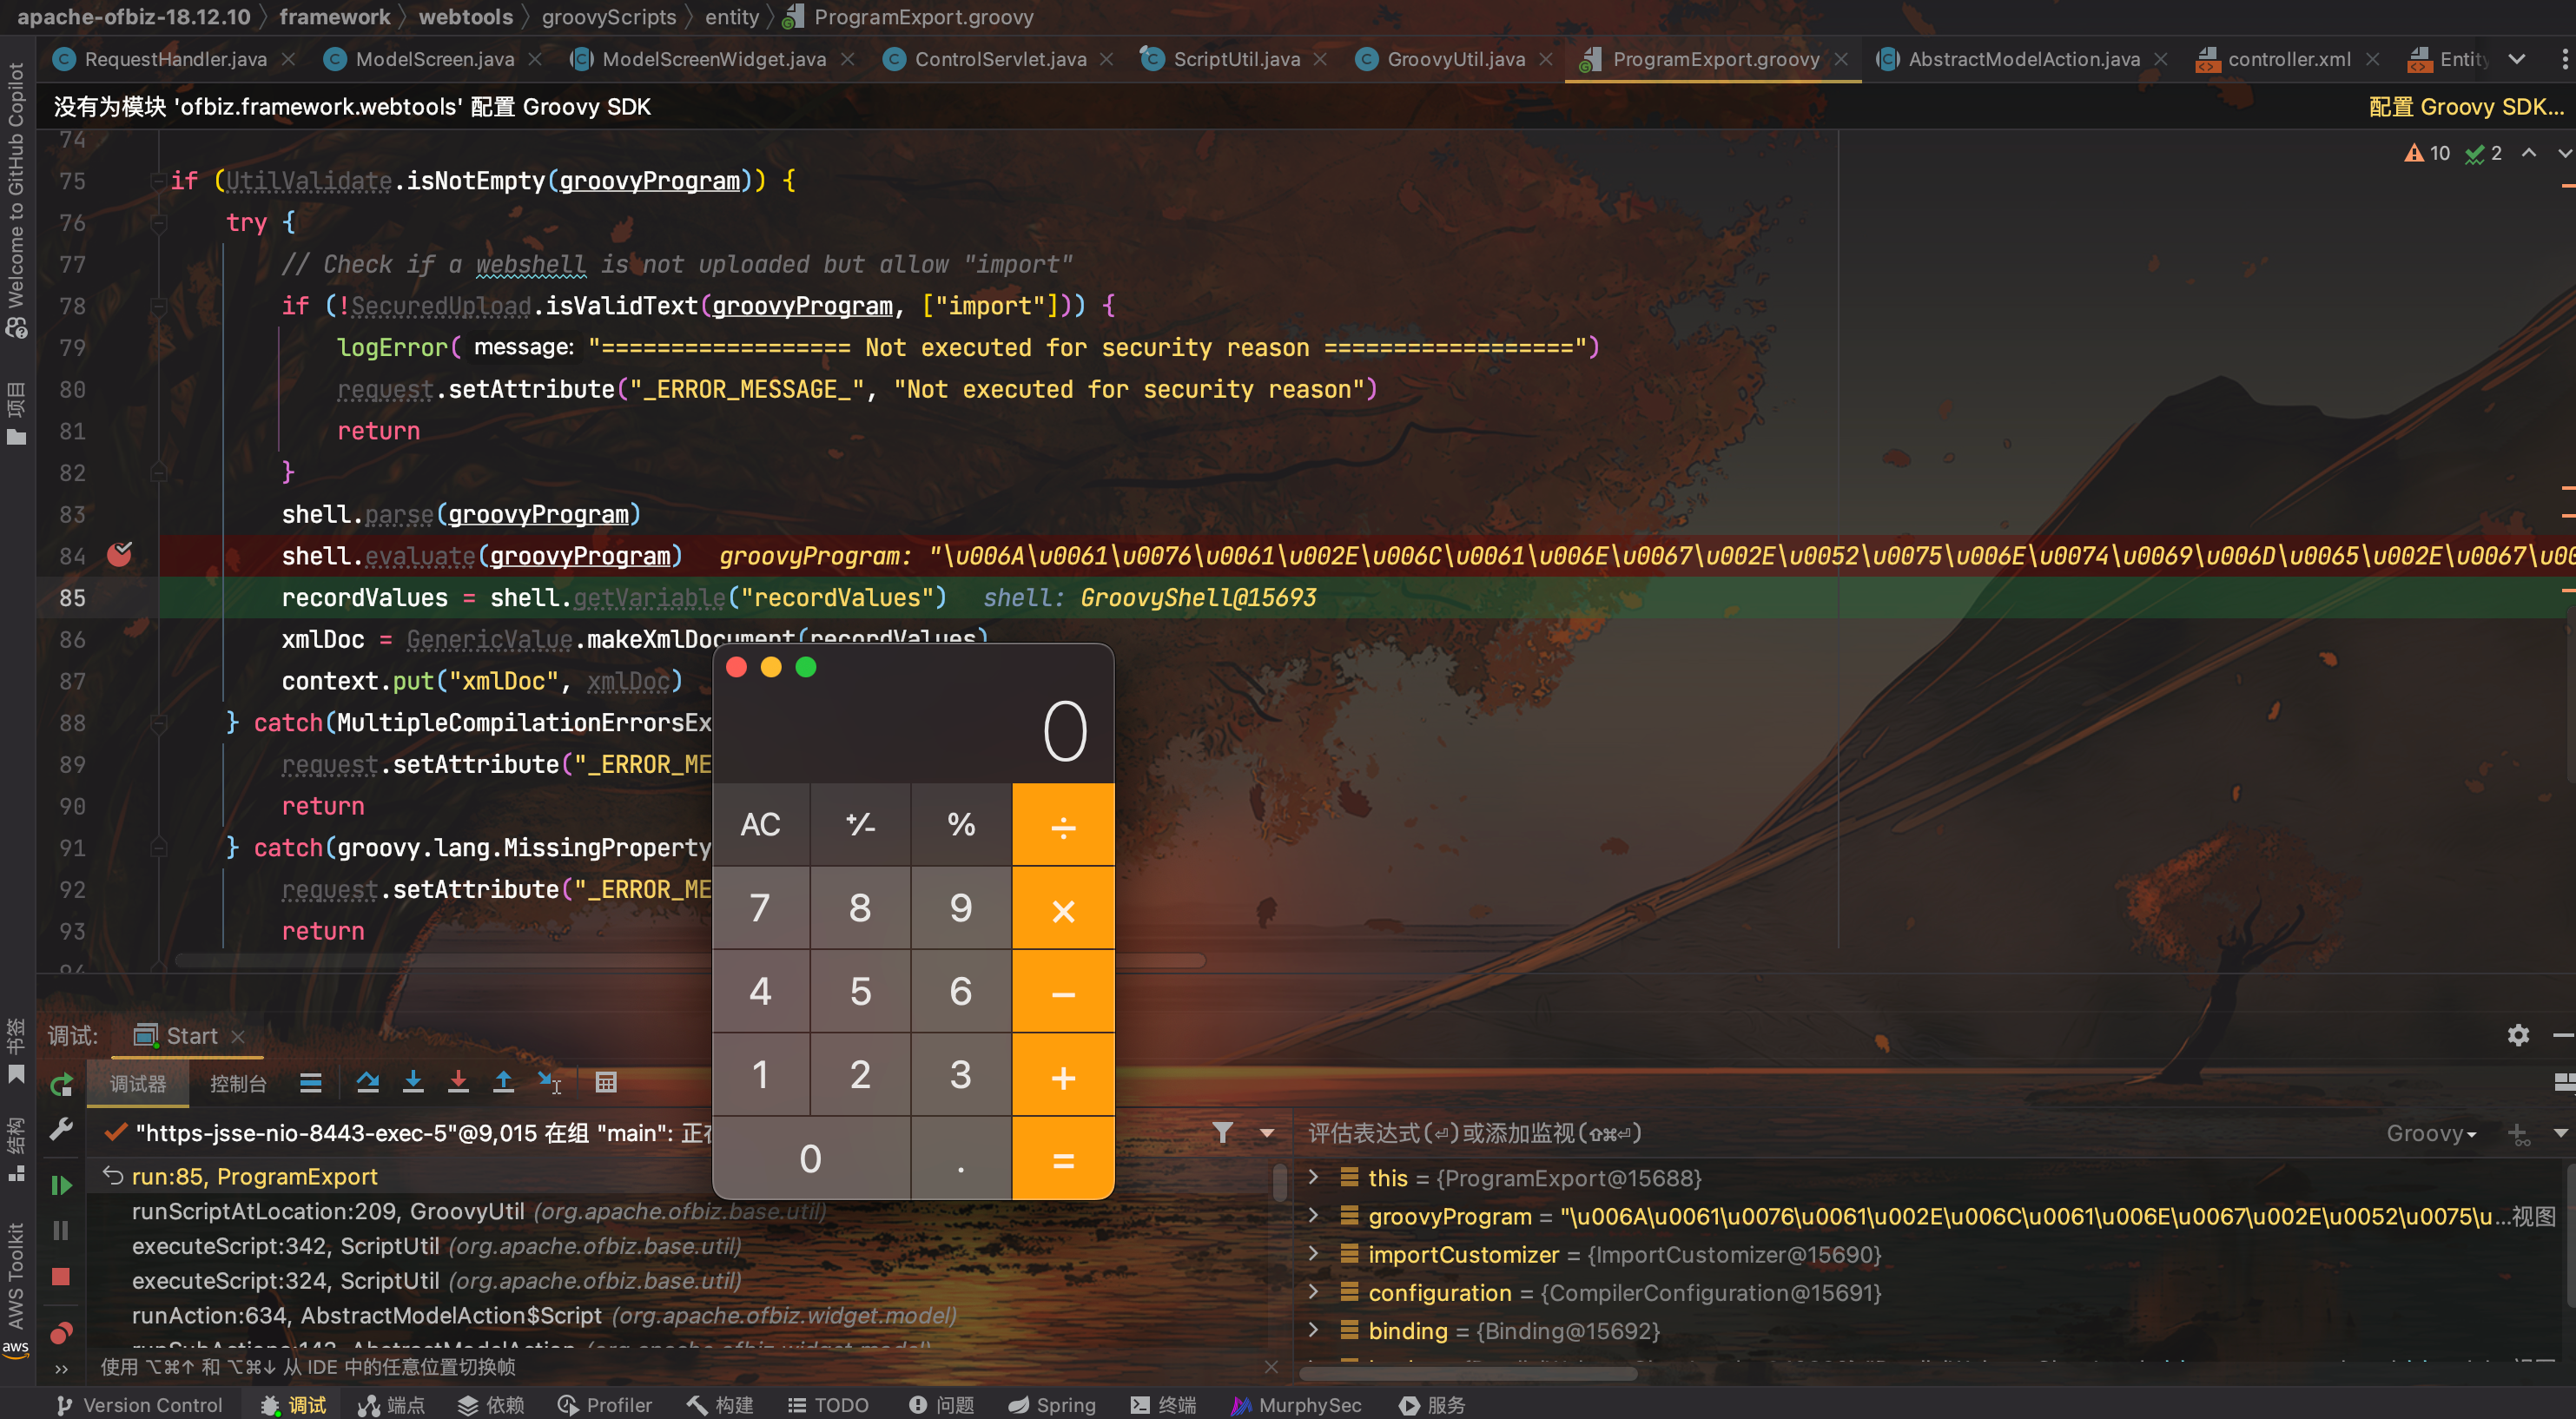 apache-ofbiz-18.12.10 framework webtools groovyScripts entity ProgramExport.groovy
RequestHandler.java ModelScreen.java ModelScreenWidget.java ControlServlet.java ScriptUtil.java GroovyUtil.java ProgramExport.groovy AbstractModelAction.java controller.xml Entity
没有为模块 'ofbiz.framework.webtools' 配置 Groovy SDK 配置 Groovy SDK...
Welcome to GitHub Copilot
项目
书签
结构
AWS Toolkit
aws
10 2
74
75 if (UtilValidate.isNotEmpty(groovyProgram)) {
76 try {
77 // Check if a webshell is not uploaded but allow "import"
78 if (!SecuredUpload.isValidText(groovyProgram, ["import"])) {
79 logError( message: "================== Not executed for security reason ==================")
80 request.setAttribute("_ERROR_MESSAGE_", "Not executed for security reason")
81 return
82 }
83 shell.parse(groovyProgram)
84 shell.evaluate(groovyProgram) groovyProgram: "\u006A\u0061\u0076\u0061\u002E\u006C\u0061\u006E\u0067\u002E\u0052\u0075\u006E\u0074\u0069\u006D\u0065\u002E\u0067\u00
85 recordValues = shell.getVariable("recordValues") shell: GroovyShell@15693
86 xmlDoc = GenericValue.makeXmlDocument(recordValues)
87 context.put("xmlDoc", xmlDoc)
88 } catch(MultipleCompilationErrorsEx
89 request.setAttribute("_ERROR_ME
90 return
91 } catch(groovy.lang.MissingProperty
92 request.setAttribute("_ERROR_ME
93 return
94
0
AC +/- % ÷
7 8 9 ×
4 5 6 −
1 2 3 +
0 . =
调试: Start
调试器 控制台
"https-jsse-nio-8443-exec-5"@9,015 在组 "main": 正在
run:85, ProgramExport
runScriptAtLocation:209, GroovyUtil (org.apache.ofbiz.base.util)
executeScript:342, ScriptUtil (org.apache.ofbiz.base.util)
executeScript:324, ScriptUtil (org.apache.ofbiz.base.util)
runAction:634, AbstractModelAction$Script (org.apache.ofbiz.widget.model)
runSubActions:142, AbstractModelAction (org.apache.ofbiz.widget.model)
使用 ⌥⌘↑ 和 ⌥⌘↓ 从 IDE 中的任意位置切换帧
评估表达式(⏎)或添加监视(⇧⌘⏎) Groovy
this = {ProgramExport@15688}
groovyProgram = "\u006A\u0061\u0076\u0061\u002E\u006C\u0061\u006E\u0067\u002E\u0052\u0075\u...视图
importCustomizer = {ImportCustomizer@15690}
configuration = {CompilerConfiguration@15691}
binding = {Binding@15692}
Version Control 调试 端点 依赖 Profiler 构建 TODO 问题 Spring 终端 MurphySec 服务